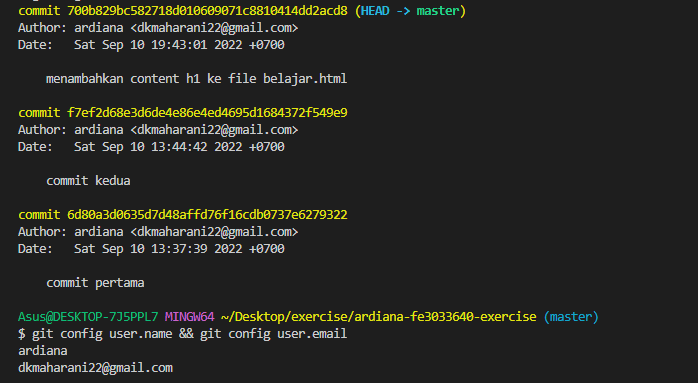 commit 700b829bc582718d010609071c8810414dd2acd8 (HEAD -> master)
Author: ardiana <dkmaharani22@gmail.com>
Date:   Sat Sep 10 19:43:01 2022 +0700
menambahkan content h1 ke file belajar.html
commit f7ef2d68e3d6de4e86e4ed4695d1684372f549e9
Author: ardiana <dkmaharani22@gmail.com>
Date:   Sat Sep 10 13:44:42 2022 +0700
commit kedua
commit 6d80a3d0635d7d48affd76f16cdb0737e6279322
Author: ardiana <dkmaharani22@gmail.com>
Date:   Sat Sep 10 13:37:39 2022 +0700
commit pertama
Asus@DESKTOP-7J5PPL7 MINGW64 ~/Desktop/exercise/ardiana-fe3033640-exercise (master)
$ git config user.name && git config user.email
ardiana
dkmaharani22@gmail.com